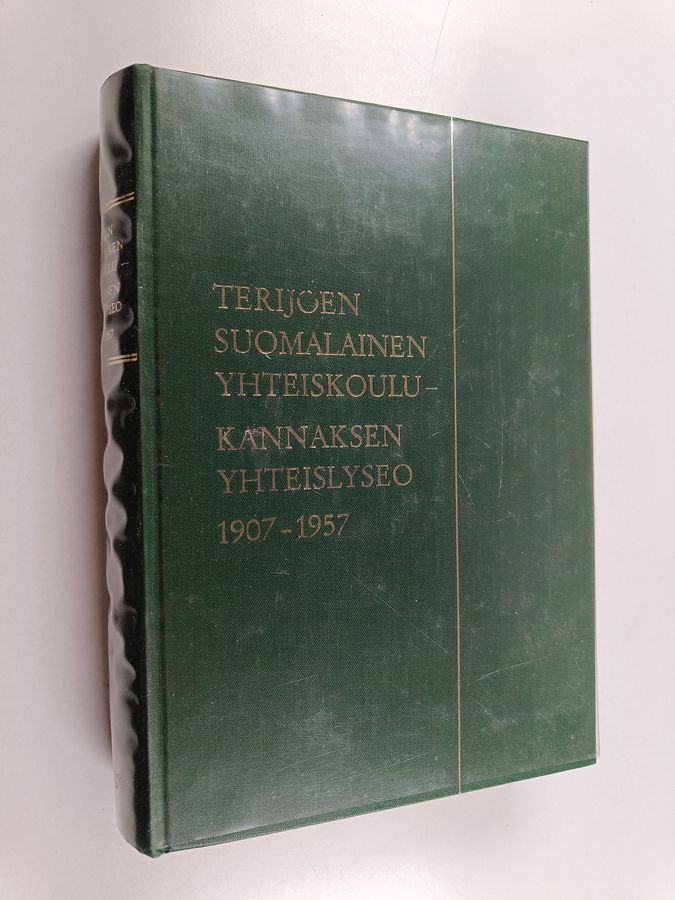 TERIJOEN
SUOMALAINEN
YHTEISKOULU –
KANNAKSEN
YHTEISLYSEO
1907 – 1957